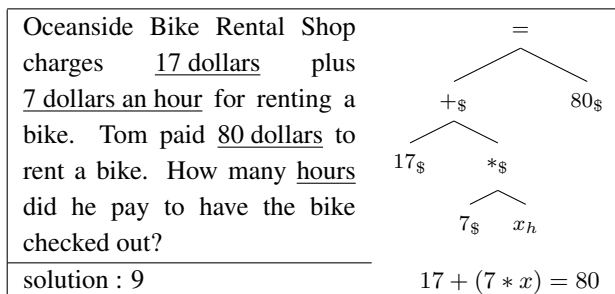 Oceanside Bike Rental Shop
charges 17 dollars plus
7 dollars an hour for renting a
bike. Tom paid 80 dollars to
rent a bike. How many hours
did he pay to have the bike
checked out?
solution : 9
=
+$ 80$
17$ *$
7$ xh
17 + (7 * x) = 80